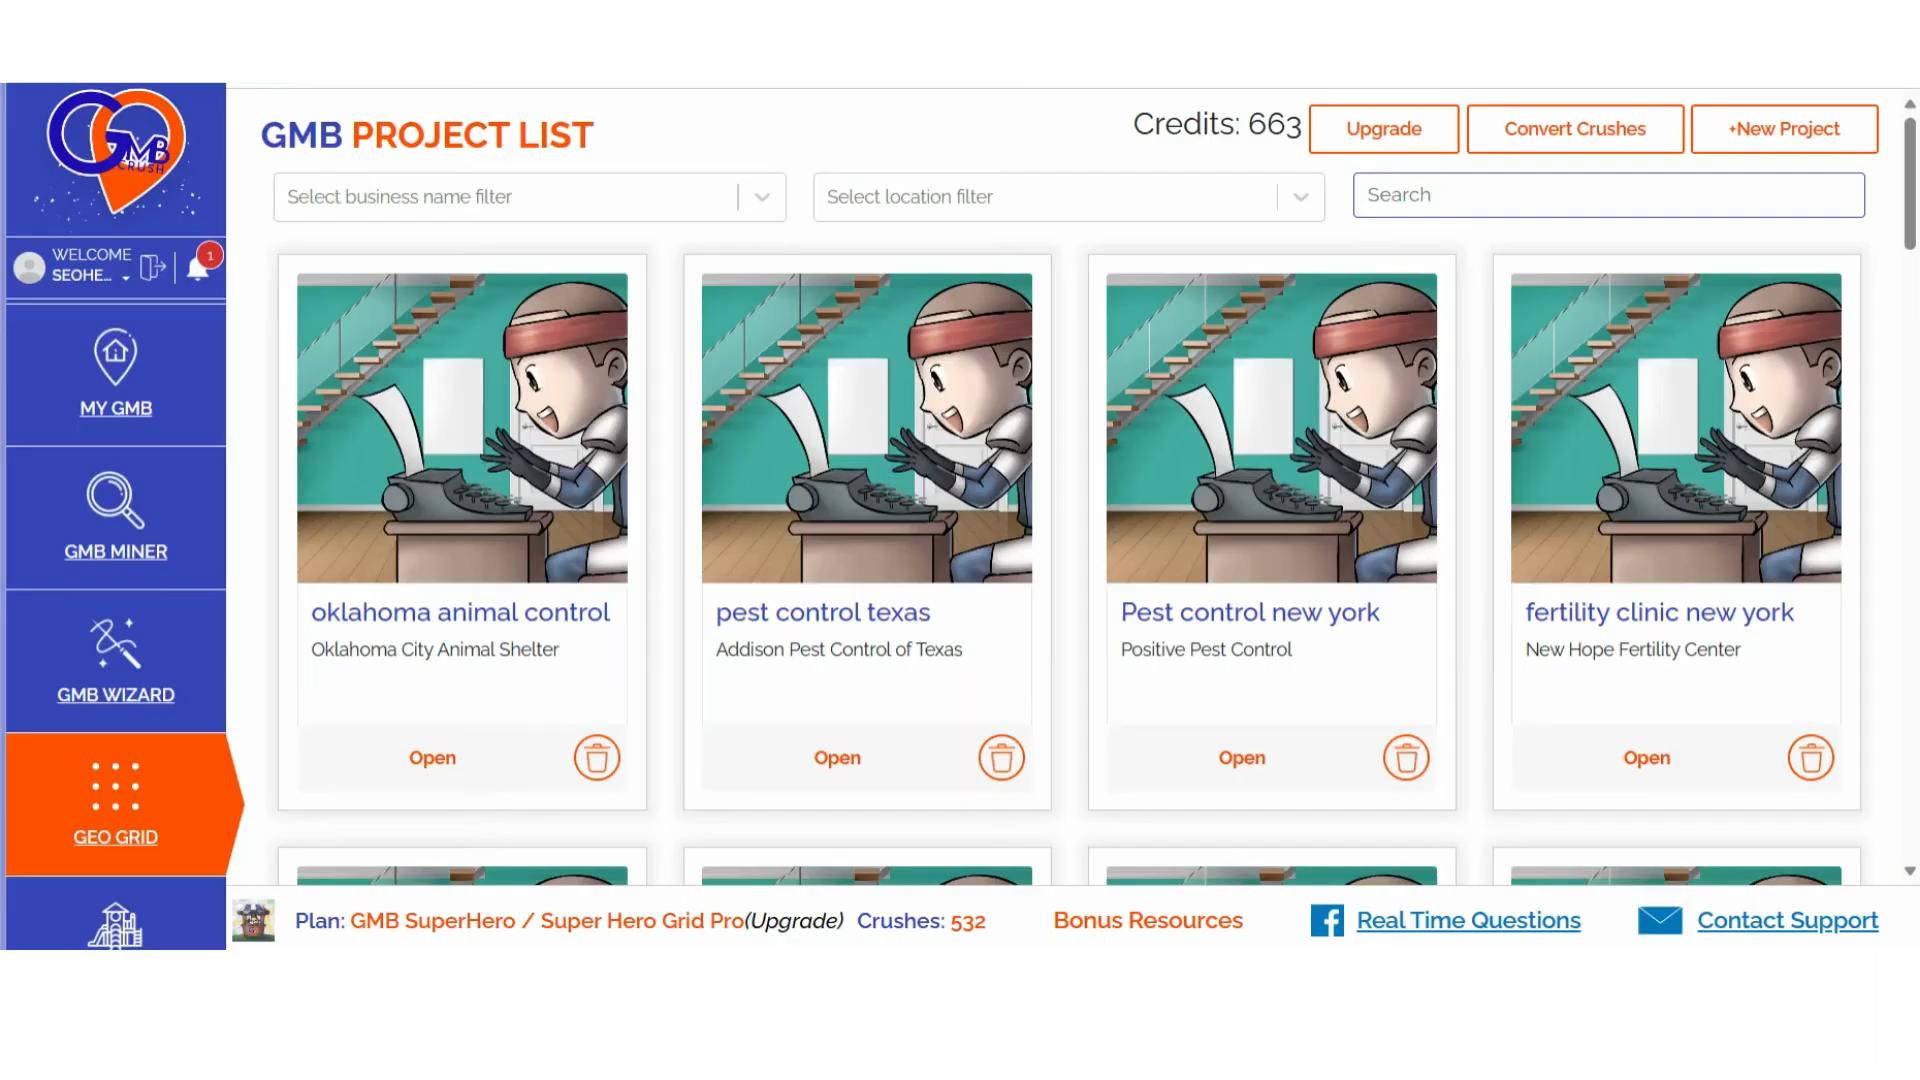 GMB CRUSH
WELCOME
SEOHE...
1
MY GMB
GMB MINER
GMB WIZARD
GEO GRID
GMB PROJECT LIST
Credits: 663
Upgrade
Convert Crushes
+New Project
Select business name filter
Select location filter
Search
oklahoma animal control
Oklahoma City Animal Shelter
Open
pest control texas
Addison Pest Control of Texas
Open
Pest control new york
Positive Pest Control
Open
fertility clinic new york
New Hope Fertility Center
Open
Plan: GMB SuperHero / Super Hero Grid Pro(Upgrade) Crushes: 532
Bonus Resources
Real Time Questions
Contact Support